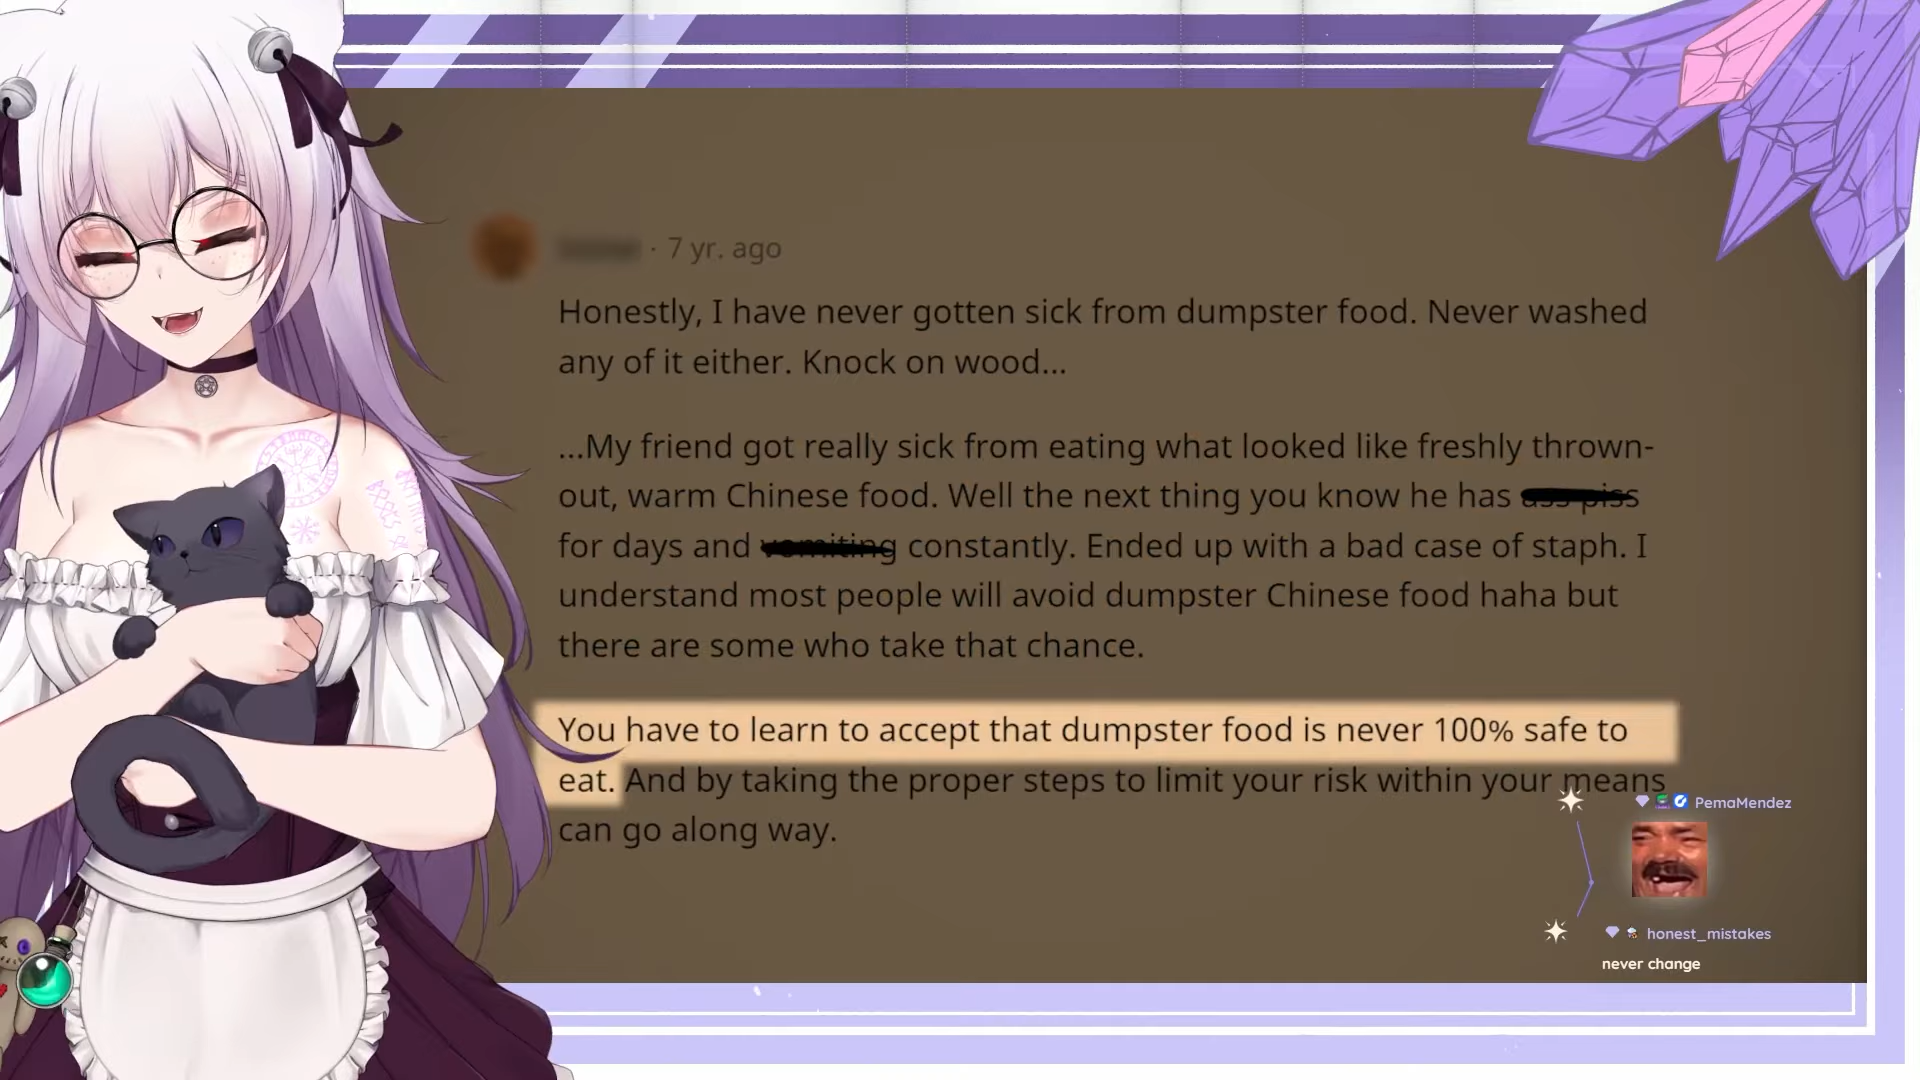 · 7 yr. ago
Honestly, I have never gotten sick from dumpster food. Never washed
any of it either. Knock on wood...
...My friend got really sick from eating what looked like freshly thrown-
out, warm Chinese food. Well the next thing you know he has ass piss
for days and vomiting constantly. Ended up with a bad case of staph. I
understand most people will avoid dumpster Chinese food haha but
there are some who take that chance.
You have to learn to accept that dumpster food is never 100% safe to
eat. And by taking the proper steps to limit your risk within your means
can go along way.
PemaMendez
honest_mistakes
never change